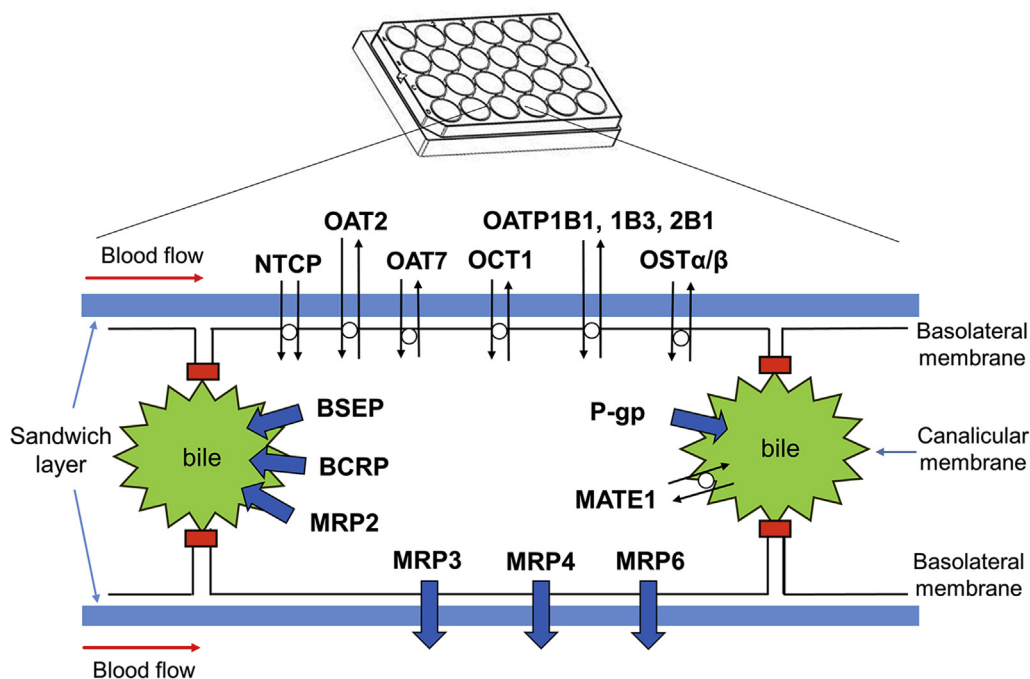 OAT2
OATP1B1, 1B3, 2B1
Blood flow
NTCP
OAT7
OCT1
OSTα/β
Basolateral
membrane
BSEP
P-gp
Sandwich
layer
bile
bile
Canalicular
membrane
BCRP
MATE1
MRP2
MRP3
MRP4
MRP6
Basolateral
membrane
Blood flow